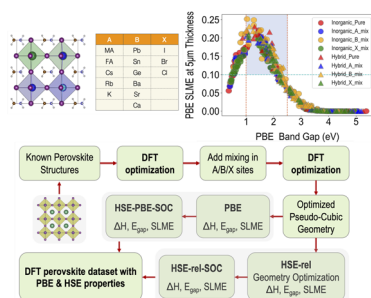 A B X
MA Pb I
FA Sn Br
Cs Ge Cl
Rb Ba
K Sr
Ca
PBE SLME at 5μm Thickness
0.25
0.20
0.15
0.10
0.05
0.00
1 2 3 4 5
PBE Band Gap (eV)
Inorganic_Pure
Inorganic_A_mix
Inorganic_B_mix
Inorganic_X_mix
Hybrid_Pure
Hybrid_A_mix
Hybrid_B_mix
Hybrid_X_mix
Known Perovskite
Structures
DFT
optimization
Add mixing in
A/B/X sites
DFT
optimization
HSE-PBE-SOC
ΔH, Egap, SLME
PBE
ΔH, Egap, SLME
Optimized
Pseudo-Cubic
Geometry
DFT perovskite dataset with
PBE & HSE properties
HSE-rel-SOC
ΔH, Egap, SLME
HSE-rel
Geometry Optimization
ΔH, Egap, SLME